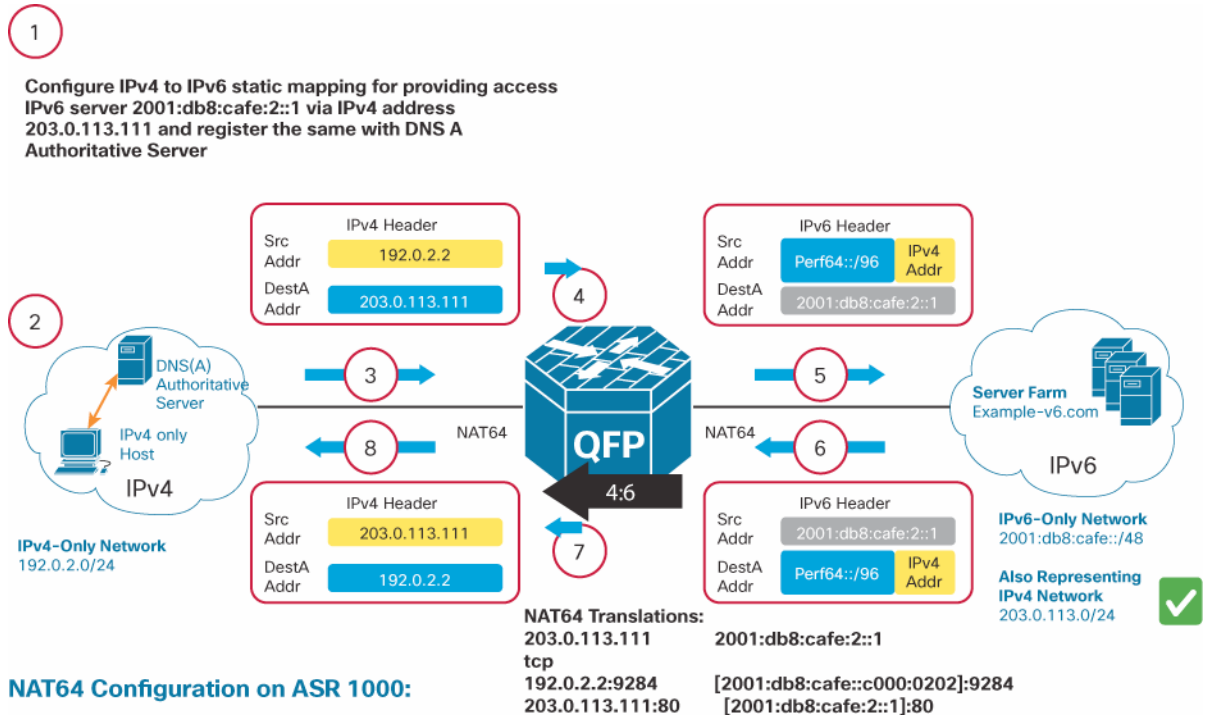 1
Configure IPv4 to IPv6 static mapping for providing access
IPv6 server 2001:db8:cafe:2::1 via IPv4 address
203.0.113.111 and register the same with DNS A
Authoritative Server
IPv4 Header
Src
Addr
192.0.2.2
DestA
Addr
203.0.113.111
4
IPv6 Header
Src
Addr
Perf64::/96
IPv4
Addr
DestA
Addr
2001:db8:cafe:2::1
2
DNS(A)
Authoritative
Server
IPv4 only
Host
?
IPv4
3
5
Server Farm
Example-v6.com
8
NAT64
QFP
NAT64
6
IPv6
4:6
IPv4 Header
Src
Addr
203.0.113.111
DestA
Addr
192.0.2.2
7
IPv6 Header
Src
Addr
2001:db8:cafe:2::1
DestA
Addr
Perf64::/96
IPv4
Addr
IPv4-Only Network
192.0.2.0/24
IPv6-Only Network
2001:db8:cafe::/48
Also Representing
IPv4 Network
203.0.113.0/24
NAT64 Translations:
203.0.113.111 2001:db8:cafe:2::1
tcp
192.0.2.2:9284 [2001:db8:cafe::c000:0202]:9284
203.0.113.111:80 [2001:db8:cafe:2::1]:80
NAT64 Configuration on ASR 1000: